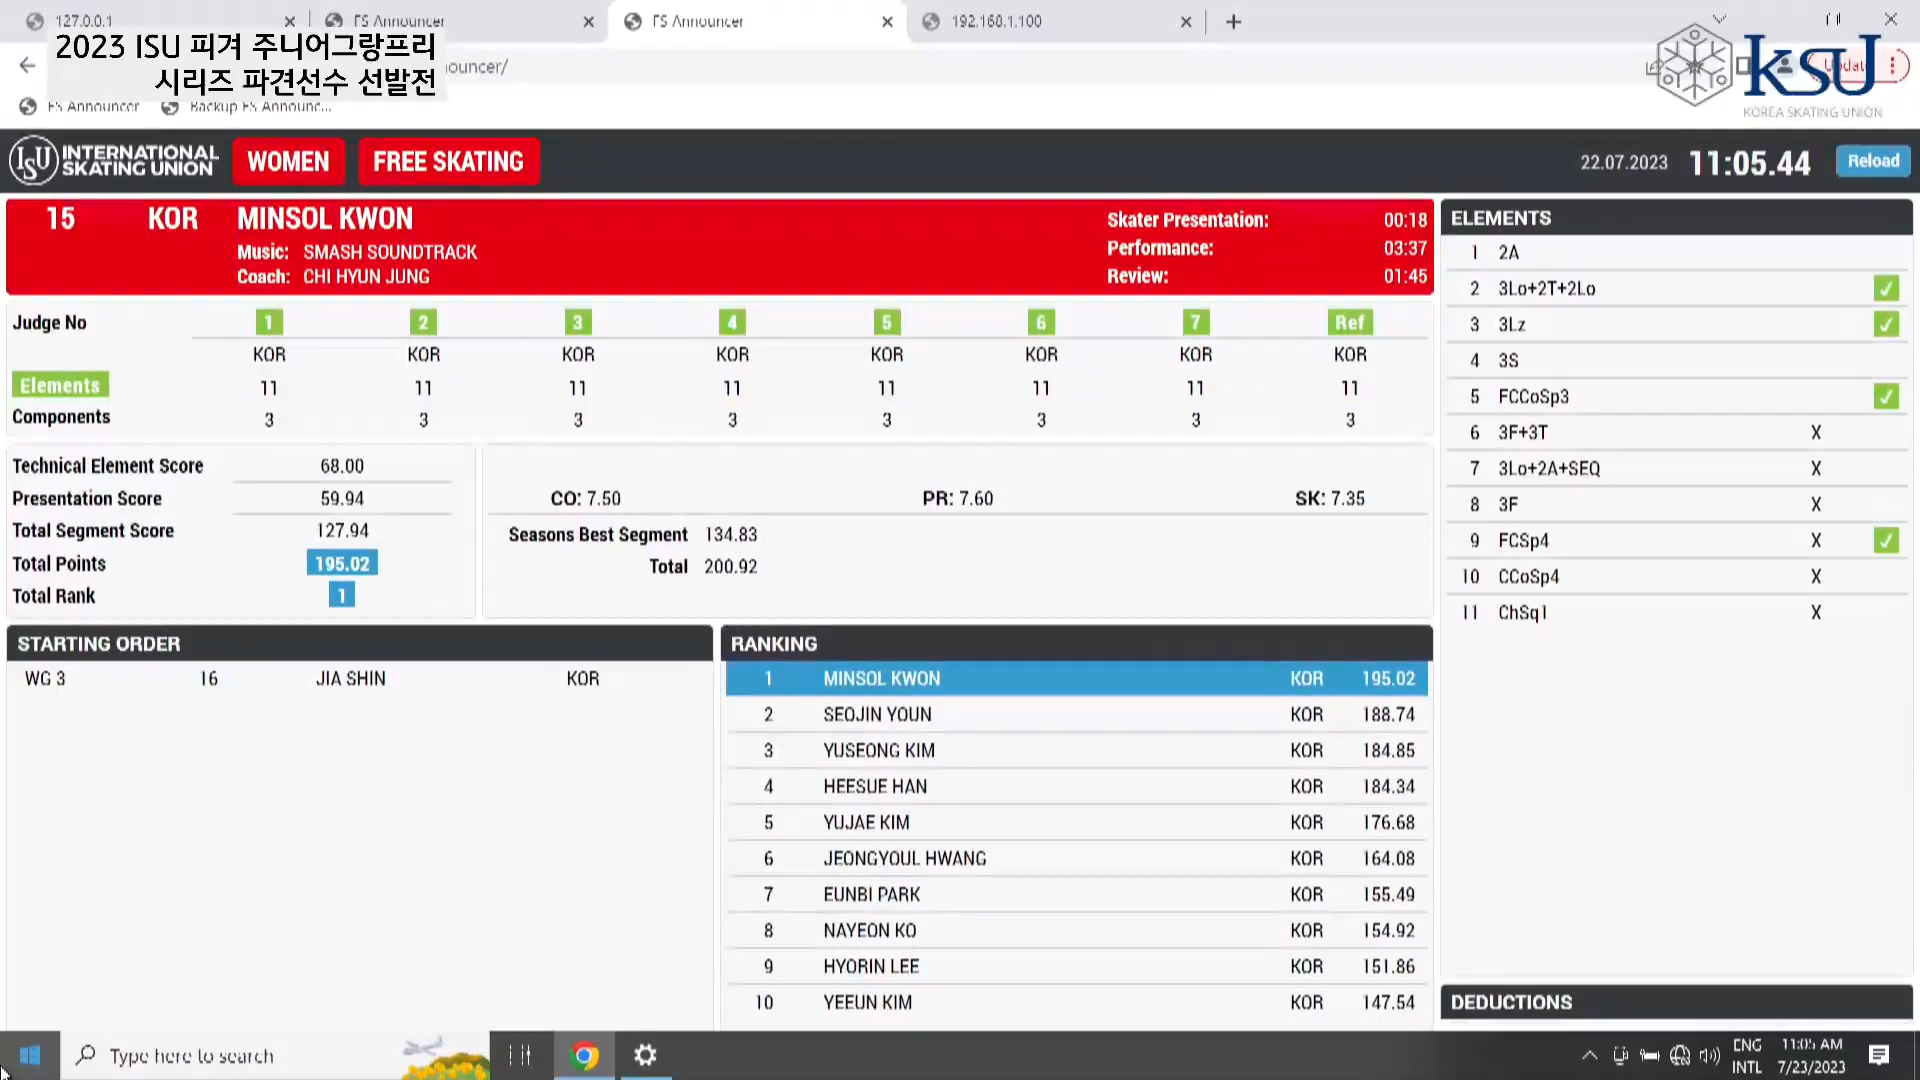 127.0.0.1
FS Announcer
FS Announcer
192.168.1.100
2023 ISU 피겨 주니어그랑프리
시리즈 파견선수 선발전
ouncer/
Update
KSU
KOREA SKATING UNION
FS Announcer
Backup FS Announc...
ISU INTERNATIONAL
SKATING UNION
WOMEN
FREE SKATING
22.07.2023
11:05.44
Reload
15 KOR MINSOL KWON
Music: SMASH SOUNDTRACK
Coach: CHI HYUN JUNG
Skater Presentation: 00:18
Performance: 03:37
Review: 01:45
Judge No 1 2 3 4 5 6 7 Ref
KOR KOR KOR KOR KOR KOR KOR KOR
Elements 11 11 11 11 11 11 11 11
Components 3 3 3 3 3 3 3 3
Technical Element Score 68.00
Presentation Score 59.94
Total Segment Score 127.94
Total Points 195.02
Total Rank 1
CO: 7.50 PR: 7.60 SK: 7.35
Seasons Best Segment 134.83
Total 200.92
STARTING ORDER
WG 3 16 JIA SHIN KOR
RANKING
1 MINSOL KWON KOR 195.02
2 SEOJIN YOUN KOR 188.74
3 YUSEONG KIM KOR 184.85
4 HEESUE HAN KOR 184.34
5 YUJAE KIM KOR 176.68
6 JEONGYOUL HWANG KOR 164.08
7 EUNBI PARK KOR 155.49
8 NAYEON KO KOR 154.92
9 HYORIN LEE KOR 151.86
10 YEEUN KIM KOR 147.54
ELEMENTS
1 2A
2 3Lo+2T+2Lo
3 3Lz
4 3S
5 FCCoSp3
6 3F+3T X
7 3Lo+2A+SEQ X
8 3F X
9 FCSp4 X
10 CCoSp4 X
11 ChSq1 X
DEDUCTIONS
Type here to search
ENG
INTL
11:05 AM
7/23/2023